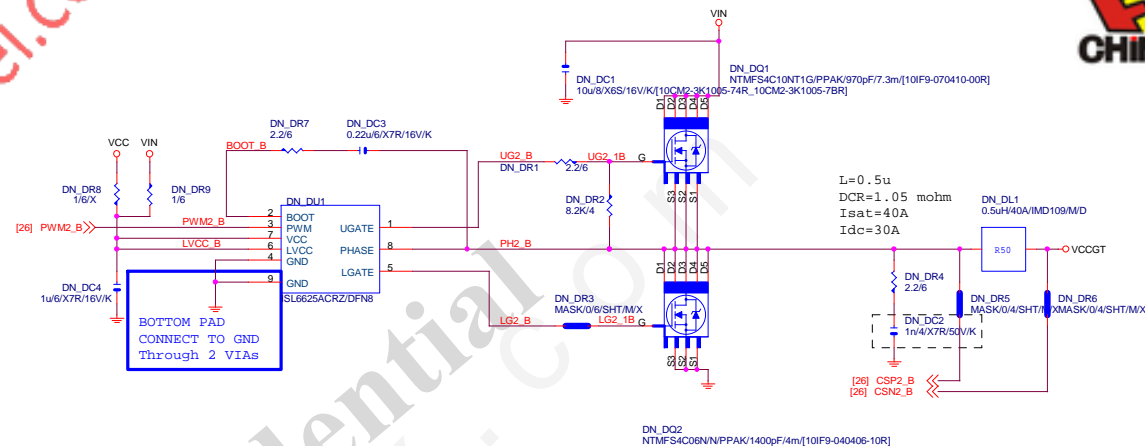 el.co
CHi
VIN
DN_DC1
10u/8/X6S/16V/K/[10CM2-3K1005-74R_10CM2-3K1005-7BR]
DN_DQ1
NTMFS4C10NT1G/PPAK/970pF/7.3m/[10IF9-070410-00R]
D1 D2 D3 D4 D5
DN_DR7
2.2/6
DN_DC3
0.22u/6/X7R/16V/K
VCC VIN
BOOT_B
UG2_B
DN_DR1
2.2/6
UG2_1B
G
S3 S2 S1
DN_DR8
1/6/X
DN_DR9
1/6
DN_DR2
8.2K/4
L=0.5u
DCR=1.05 mohm
Isat=40A
Idc=30A
DN_DL1
0.5uH/40A/IMD109/M/D
DN_DU1
2 BOOT
3 PWM
7 VCC
6 LVCC
4 GND
9 GND
UGATE 1
PHASE 8
LGATE 5
ISL6625ACRZ/DFN8
[26] PWM2_B
PWM2_B
LVCC_B
PH2_B
R50
VCCGT
D1 D2 D3 D4 D5
DN_DC4
1u/6/X7R/16V/K
DN_DR4
2.2/6
DN_DR5
MASK/0/4/SHT/M/X
DN_DR6
MASK/0/4/SHT/M/X
DN_DR3
MASK/0/6/SHT/M/X
LG2_B
LG2_1B
G
S3 S2 S1
DN_DC2
1n/4/X7R/50V/K
BOTTOM PAD
CONNECT TO GND
Through 2 VIAs
[26] CSP2_B
[26] CSN2_B
DN_DQ2
NTMFS4C06N/N/PPAK/1400pF/4m/[10IF9-040406-10R]